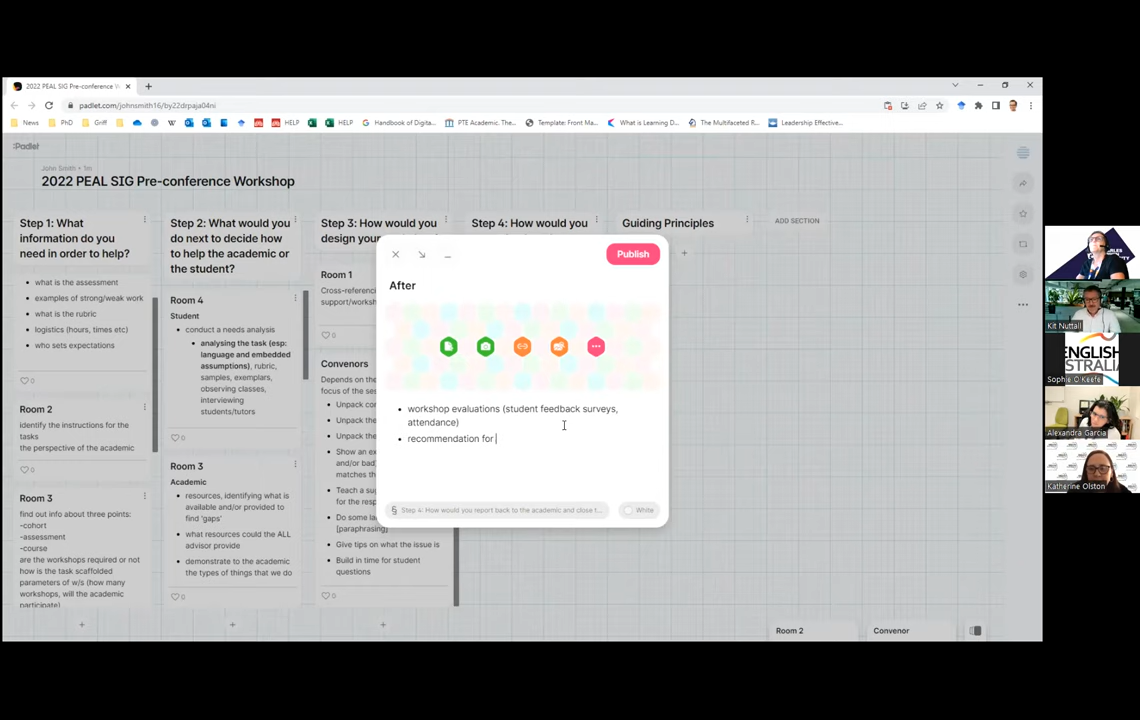 2022 PEAL SIG Pre-conference W
padlet.com/johnsmith16/by22drpaja04ni
News
PhD
Griff
HELP
HELP
Handbook of Digita...
PTE Academic. The...
Template; Front Ma...
What is Learning D...
The Multifaceted R...
Leadership Effective...
:Padlet
John Smith + 1m
2022 PEAL SIG Pre-conference Workshop
Step 1: What
information do you
need in order to help?
what is the assessment
examples of strong/weak work
what is the rubric
logistics (hours, times etc)
who sets expectations
0
Room 2
identify the instructions for the
tasks
the perspective of the academic
0
Room 3
find out info about three points:
-cohort
-assessment
-course
are the workshops required or not
how is the task scaffolded
parameters of w/s (how many
workshops, will the academic
participate)
Step 2: What would you
do next to decide how
to help the academic or
the student?
Room 4
Student
conduct a needs analysis
analysing the task (esp:
language and embedded
assumptions), rubric,
samples, exemplars,
observing classes,
interviewing
students/tutors
0
Room 3
Academic
resources, identifying what is
available and/or provided to
find 'gaps'
what resources could the ALL
advisor provide
demonstrate to the academic
the types of things that we do
0
Step 3: How would you
design your
Room 1
Cross-referenci
support/worksh
0
Convenors
Depends on the
focus of the se
Unpack cor
Unpack the
Unpack the
Show an ex
and/or bad
matches th
Teach a sug
for the resp
Do some la
[paraphrasing]
Give tips on what the issue is
Build in time for student
questions
0
Step 4: How would you
Guiding Principles
ADD SECTION
Publish
After
workshop evaluations (student feedback surveys,
attendance)
recommendation for
§ Step 4: How would you report back to the academic and close t...
White
Room 2
Convenor
Kit Nuttall
ENGLISH
AUSTRALIA
Sophie O'Keefe
Alexandra Garcia
Katherine Olston